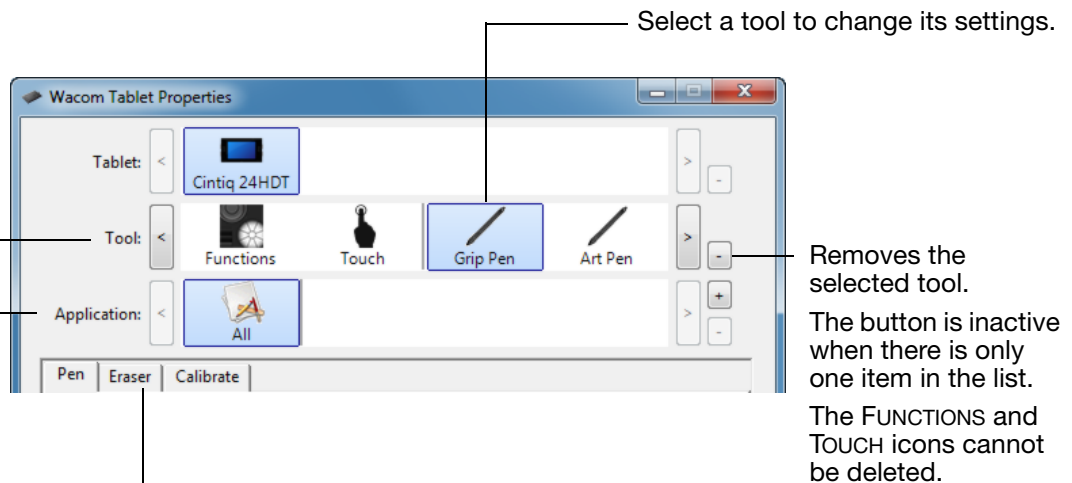 Select a tool to change its settings.
Wacom Tablet Properties
Tablet: < Cintiq 24HDT > -
Tool: < Functions Touch Grip Pen Art Pen > -
Application: < All > + -
Pen Eraser Calibrate
Removes the
selected tool.
The button is inactive
when there is only
one item in the list.
The FUNCTIONS and
TOUCH icons cannot
be deleted.